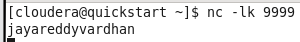 [cloudera@quickstart ~]$ nc -lk 9999
jayareddyvardhan